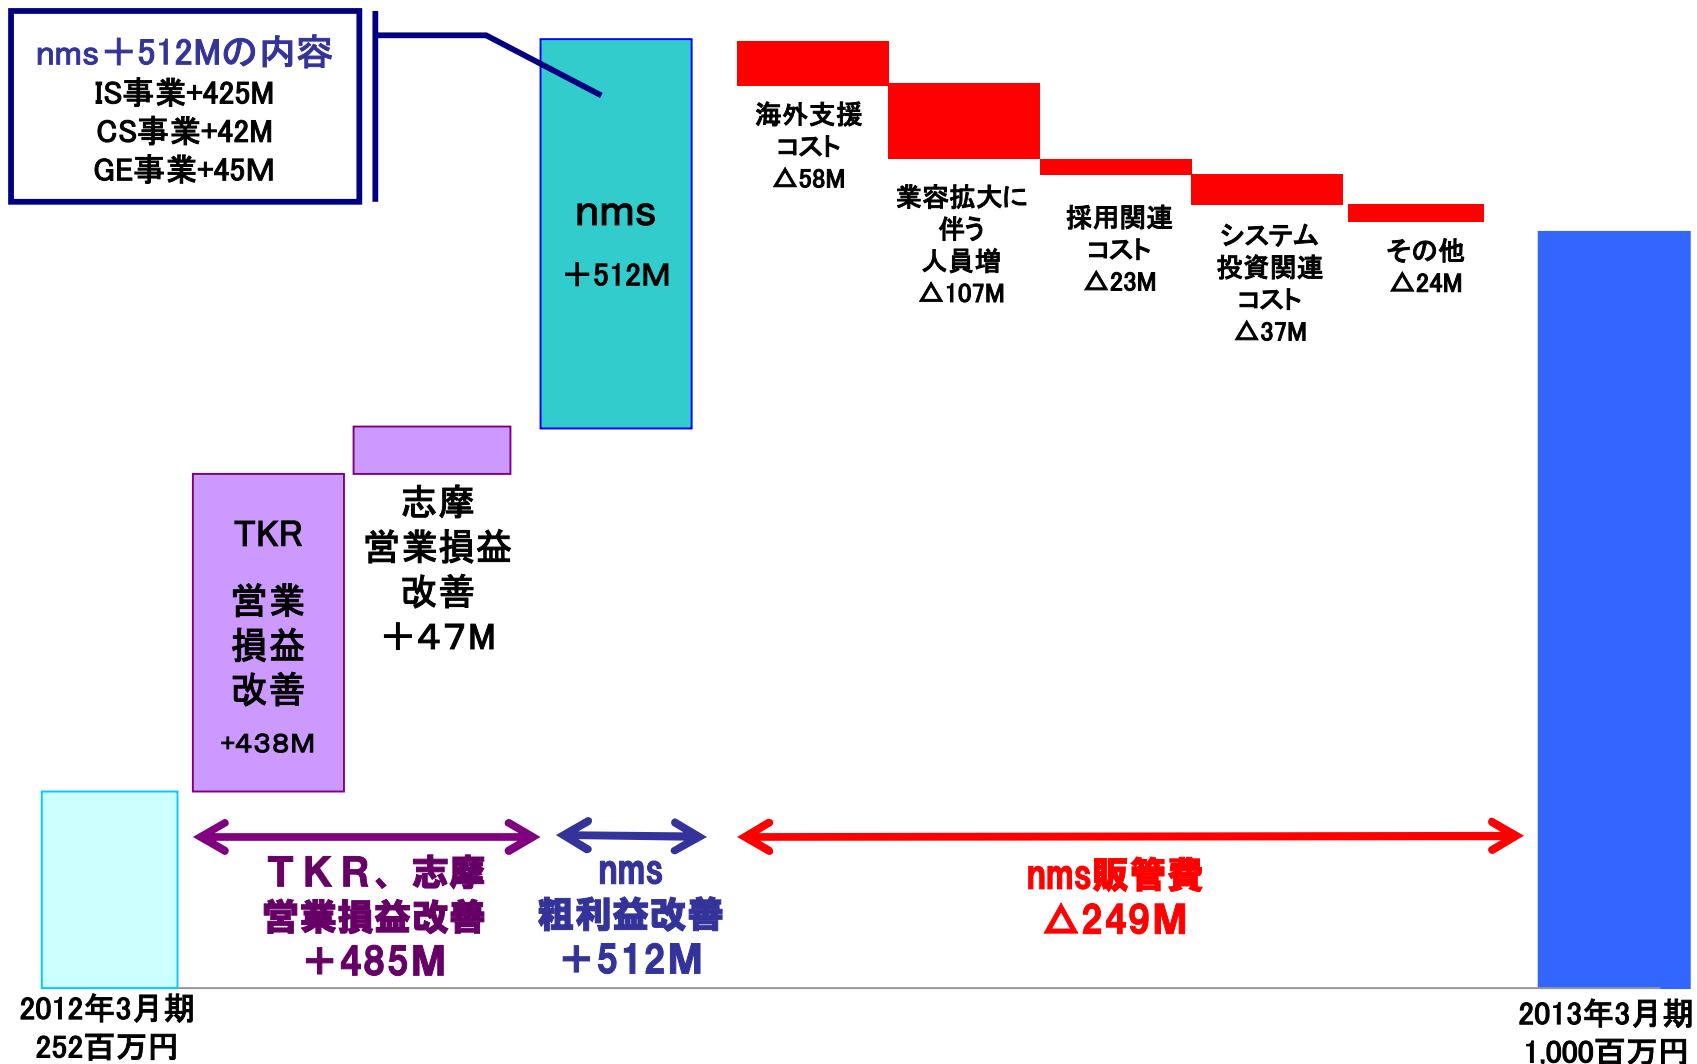 nms＋512Mの内容
IS事業+425M
CS事業+42M
GE事業+45M
nms
＋512M
海外支援
コスト
△58M
業容拡大に
伴う
人員増
△107M
採用関連
コスト
△23M
システム
投資関連
コスト
△37M
その他
△24M
志摩
営業損益
改善
＋４７M
TKR
営業
損益
改善
+438M
ＴＫＲ、志摩
営業損益改善
＋485M
nms
粗利益改善
＋512M
nms販管費
△249M
2012年3月期
252百万円
2013年3月期
1,000百万円